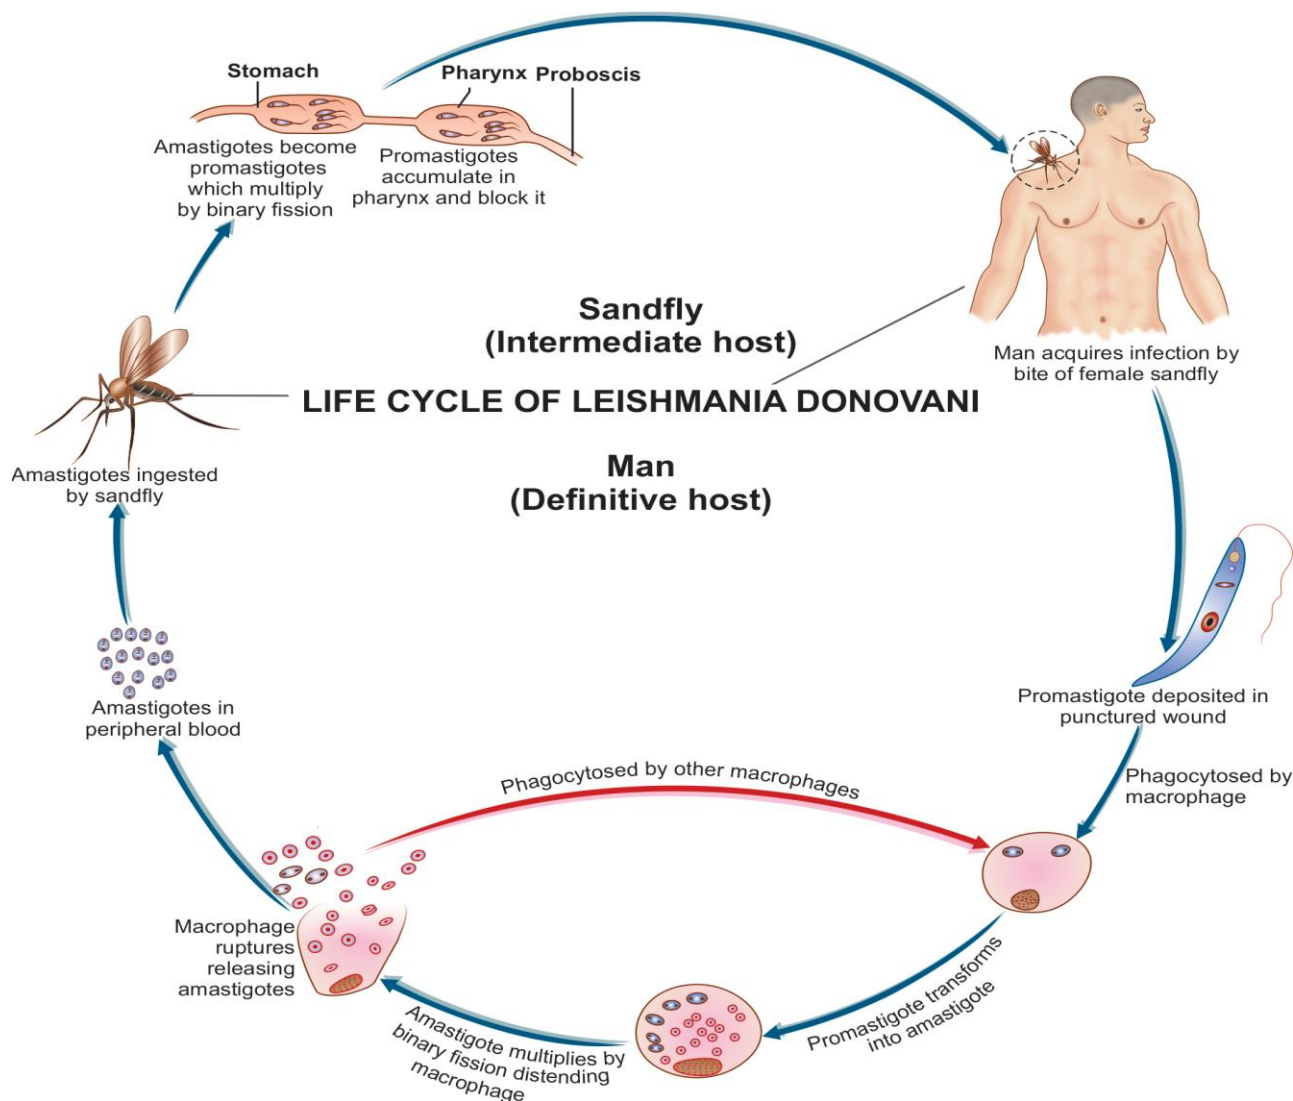 Stomach
Pharynx
Proboscis
Amastigotes become
promastigotes
which multiply
by binary fission
Promastigotes
accumulate in
pharynx and block it
Sandfly
(Intermediate host)
LIFE CYCLE OF LEISHMANIA DONOVANI
Man
(Definitive host)
Man acquires infection by
bite of female sandfly
Promastigote deposited in
punctured wound
Phagocytosed by
macrophage
Promastigote transforms
into amastigote
Amastigote multiplies by
binary fission distending
macrophage
Macrophage
ruptures
releasing
amastigotes
Phagocytosed by other macrophages
Amastigotes in
peripheral blood
Amastigotes ingested
by sandfly